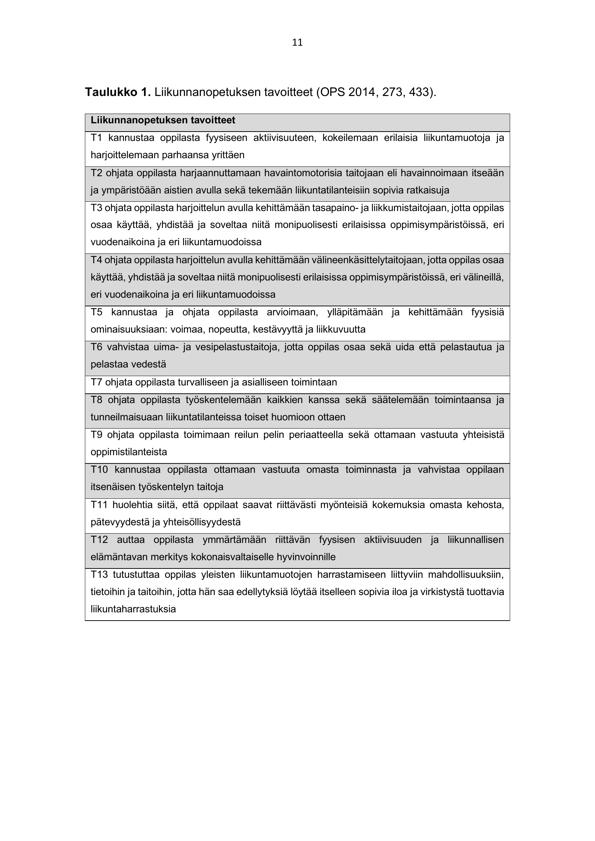 11
Taulukko 1. Liikunnanopetuksen tavoitteet (OPS 2014, 273, 433).
Liikunnanopetuksen tavoitteet
T1 kannustaa oppilasta fyysiseen aktiivisuuteen, kokeilemaan erilaisia liikuntamuotoja ja
harjoittelemaan parhaansa yrittäen
T2 ohjata oppilasta harjaannuttamaan havaintomotorisia taitojaan eli havainnoimaan itseään
ja ympäristöään aistien avulla sekä tekemään liikuntatilanteisiin sopivia ratkaisuja
T3 ohjata oppilasta harjoittelun avulla kehittämään tasapaino- ja liikkumistaitojaan, jotta oppilas
osaa käyttää, yhdistää ja soveltaa niitä monipuolisesti erilaisissa oppimisympäristöissä, eri
vuodenaikoina ja eri liikuntamuodoissa
T4 ohjata oppilasta harjoittelun avulla kehittämään välineenkäsittelytaitojaan, jotta oppilas osaa
käyttää, yhdistää ja soveltaa niitä monipuolisesti erilaisissa oppimisympäristöissä, eri välineillä,
eri vuodenaikoina ja eri liikuntamuodoissa
T5 kannustaa ja ohjata oppilasta arvioimaan, ylläpitämään ja kehittämään fyysisiä
ominaisuuksiaan: voimaa, nopeutta, kestävyyttä ja liikkuvuutta
T6 vahvistaa uima- ja vesipelastustaitoja, jotta oppilas osaa sekä uida että pelastautua ja
pelastaa vedestä
T7 ohjata oppilasta turvalliseen ja asialliseen toimintaan
T8 ohjata oppilasta työskentelemään kaikkien kanssa sekä säätelemään toimintaansa ja
tunneilmaisuaan liikuntatilanteissa toiset huomioon ottaen
T9 ohjata oppilasta toimimaan reilun pelin periaatteella sekä ottamaan vastuuta yhteisistä
oppimistilanteista
T10 kannustaa oppilasta ottamaan vastuuta omasta toiminnasta ja vahvistaa oppilaan
itsenäisen työskentelyn taitoja
T11 huolehtia siitä, että oppilaat saavat riittävästi myönteisiä kokemuksia omasta kehosta,
pätevyydestä ja yhteisöllisyydestä
T12 auttaa oppilasta ymmärtämään riittävän fyysisen aktiivisuuden ja liikunnallisen
elämäntavan merkitys kokonaisvaltaiselle hyvinvoinnille
T13 tutustuttaa oppilas yleisten liikuntamuotojen harrastamiseen liittyviin mahdollisuuksiin,
tietoihin ja taitoihin, jotta hän saa edellytyksiä löytää itselleen sopivia iloa ja virkistystä tuottavia
liikuntaharrastuksia